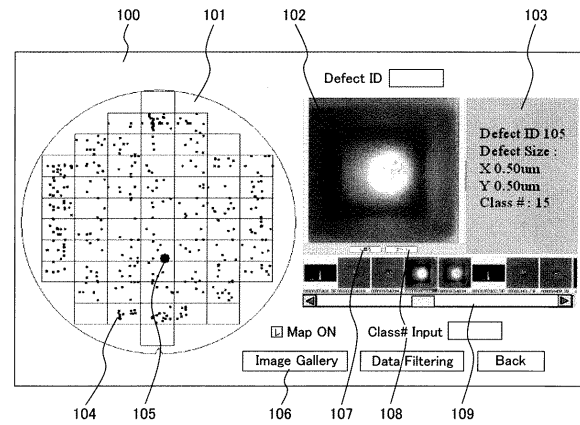 100
101
102
103
Defect ID
Defect ID 105
Defect Size :
X 0.50um
Y 0.50um
Class # : 15
Map ON
Class# Input
Image Gallery
Data Filtering
Back
104
105
106
107
108
109